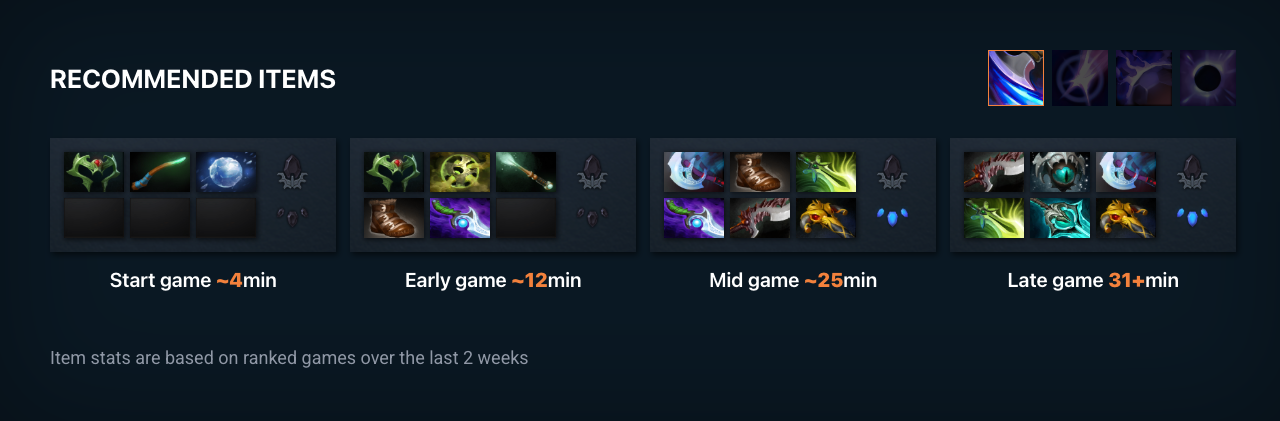 RECOMMENDED ITEMS
Start game ~4min
Early game ~12min
Mid game ~25min
Late game 31+min
Item stats are based on ranked games over the last 2 weeks